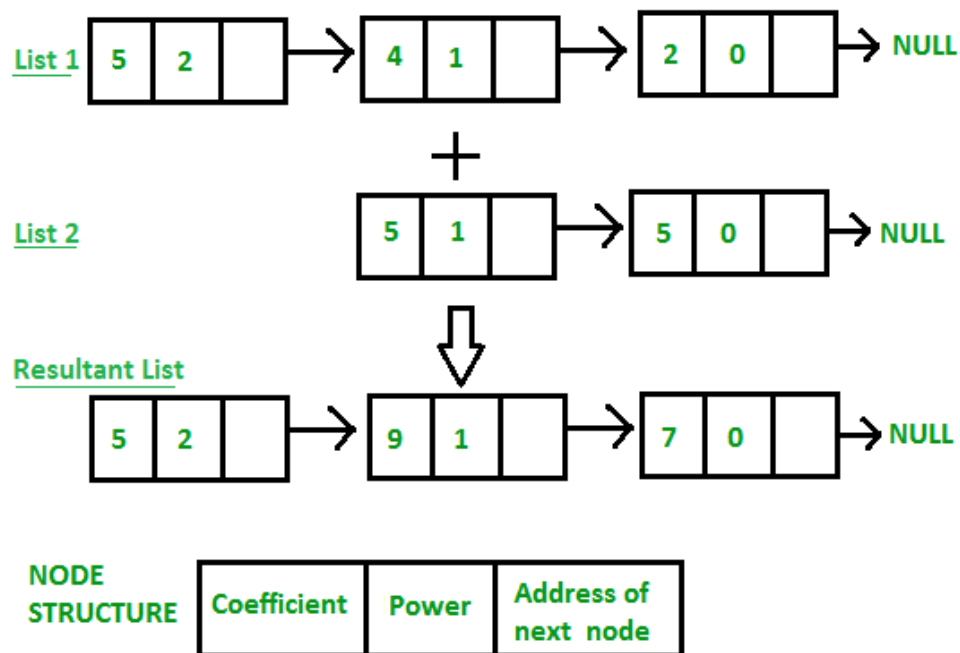 List 1 5 2 4 1 2 0 NULL
+
List 2 5 1 5 0 NULL
Resultant List
5 2 9 1 7 0 NULL
NODE
STRUCTURE
Coefficient Power Address of
next node